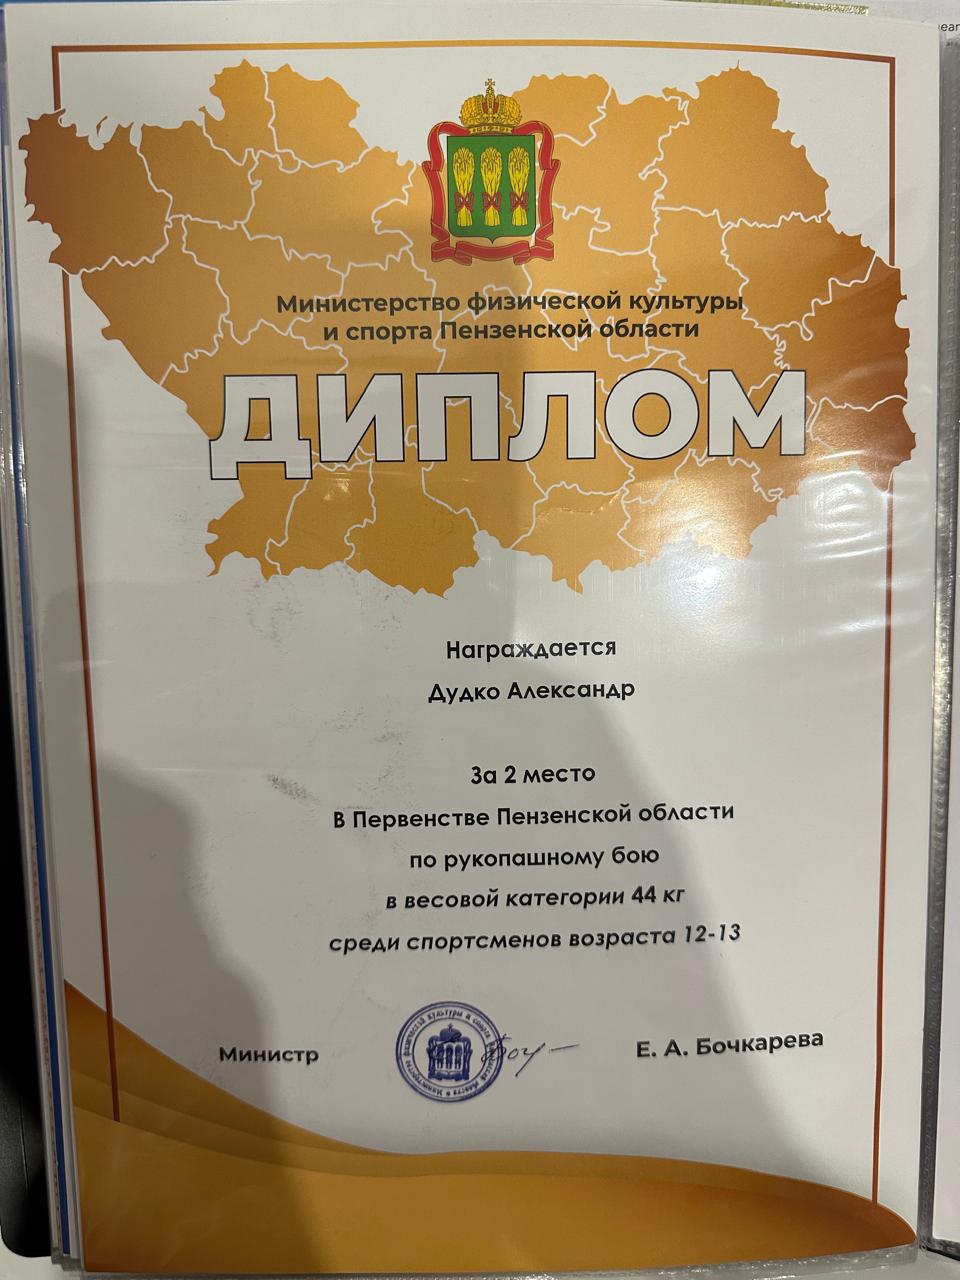 Министерство физической культуры
и спорта Пензенской области
ДИПЛОМ
Награждается
Дудко Александр
За 2 место
В Первенстве Пензенской области
по рукопашному бою
в весовой категории 44 кг
среди спортсменов возраста 12-13
Министр
Е. А. Бочкарева